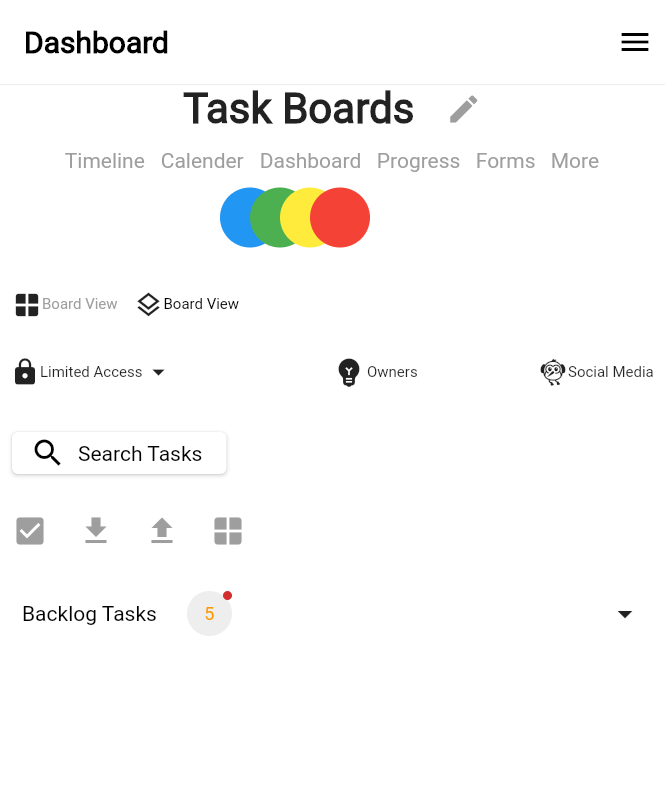 Dashboard
Task Boards
Timeline Calender Dashboard Progress Forms More
Board View Board View
Limited Access Owners Social Media
Search Tasks
Backlog Tasks 5